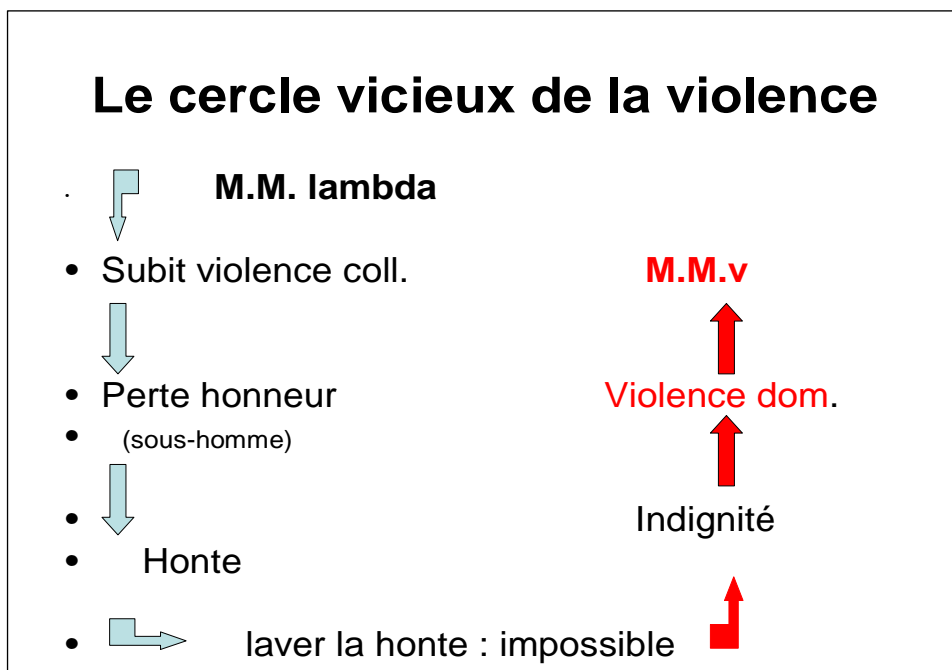 Le cercle vicieux de la violence
. M.M. lambda
• Subit violence coll. M.M.v
• Perte honneur Violence dom.
• (sous-homme)
• Indignité
• Honte
• laver la honte : impossible